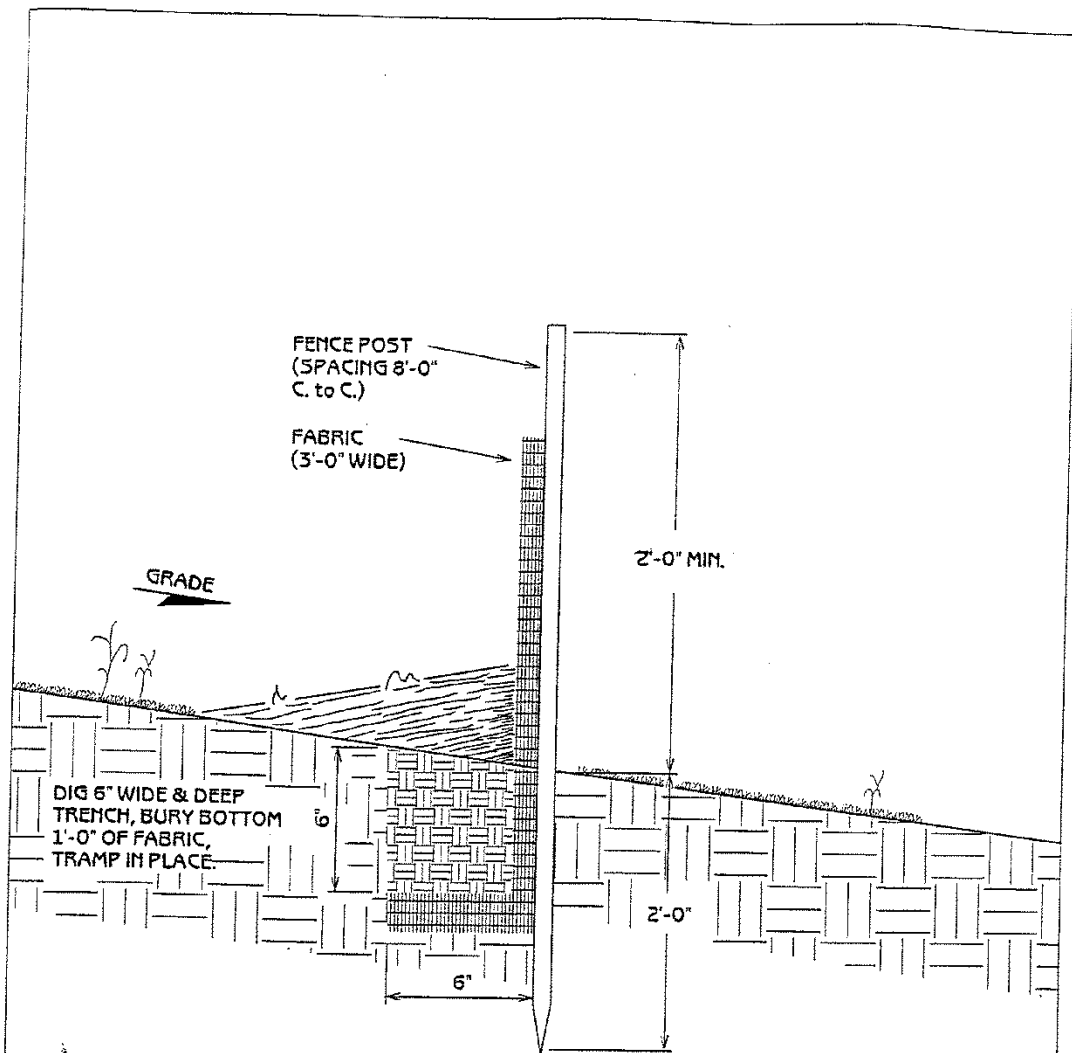 FENCE POST
(SPACING 8'-0"
C. to C.)
FABRIC
(3'-0" WIDE)
2'-0" MIN.
GRADE
DIG 6" WIDE & DEEP
TRENCH, BURY BOTTOM
1'-0" OF FABRIC,
TRAMP IN PLACE.
6"
2'-0"
6"